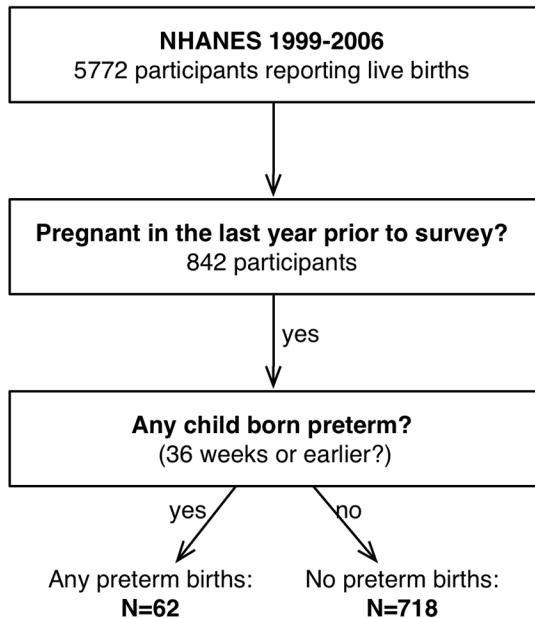 NHANES 1999-2006
5772 participants reporting live births
Pregnant in the last year prior to survey?
842 participants
yes
Any child born preterm?
(36 weeks or earlier?)
yes
no
Any preterm births:
N=62
No preterm births:
N=718